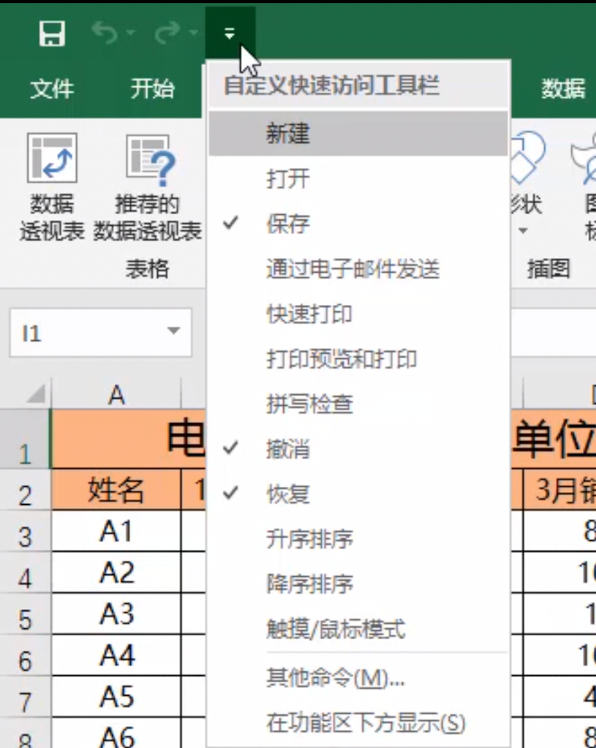 文件
开始
数据
自定义快速访问工具栏
新建
打开
保存
通过电子邮件发送
快速打印
打印预览和打印
拼写检查
撤消
恢复
升序排序
降序排序
触摸/鼠标模式
其他命令(M)...
在功能区下方显示(S)
数据
透视表
推荐的
数据透视表
表格
形状
插图
I1
A
1
电
单位
2
姓名
1
3月销
3
A1
8
4
A2
10
5
A3
1
6
A4
10
7
A5
4
8
A6
8